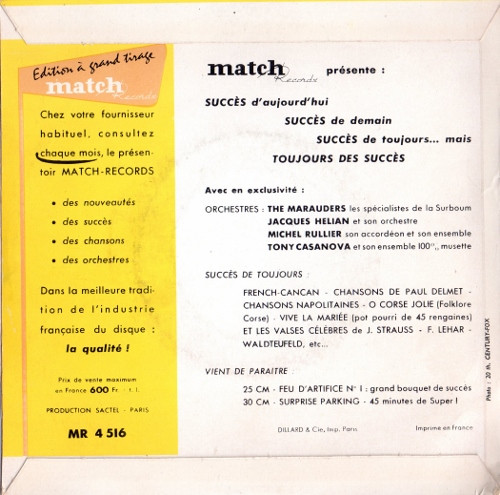 Edition à grand tirage
match
Records
Chez votre fournisseur
habituel, consultez
chaque mois, le présen-
toir MATCH-RECORDS
• des nouveautés
• des succès
• des chansons
• des orchestres
Dans la meilleure tradi-
tion de l'industrie
française du disque :
la qualité !
Prix de vente maximum
en France 600 Fr. - t. l.
PRODUCTION SACTEL - PARIS
MR 4 516
match Records présente :
SUCCÈS d'aujourd'hui
SUCCÈS de demain
SUCCÈS de toujours... mais
TOUJOURS DES SUCCÈS
Avec en exclusivité :
ORCHESTRES : THE MARAUDERS les spécialistes de la Surboum
JACQUES HELIAN et son orchestre
MICHEL RULLIER son accordéon et son ensemble
TONY CASANOVA et son ensemble 100°/₀ musette
SUCCÈS DE TOUJOURS :
FRENCH-CANCAN - CHANSONS DE PAUL DELMET -
CHANSONS NAPOLITAINES - O CORSE JOLIE (Folklore
Corse) - VIVE LA MARIÉE (pot pourri de 45 rengaines)
ET LES VALSES CÉLÈBRES de J. STRAUSS - F. LEHAR -
WALDTEUFELD, etc...
VIENT DE PARAITRE :
25 CM - FEU D'ARTIFICE N° 1 : grand bouquet de succès
30 CM - SURPRISE PARKING - 45 minutes de Super !
DILLARD & Cie, Imp. Paris
Imprimé en France
Photo : 20 th, CENTURY-FOX